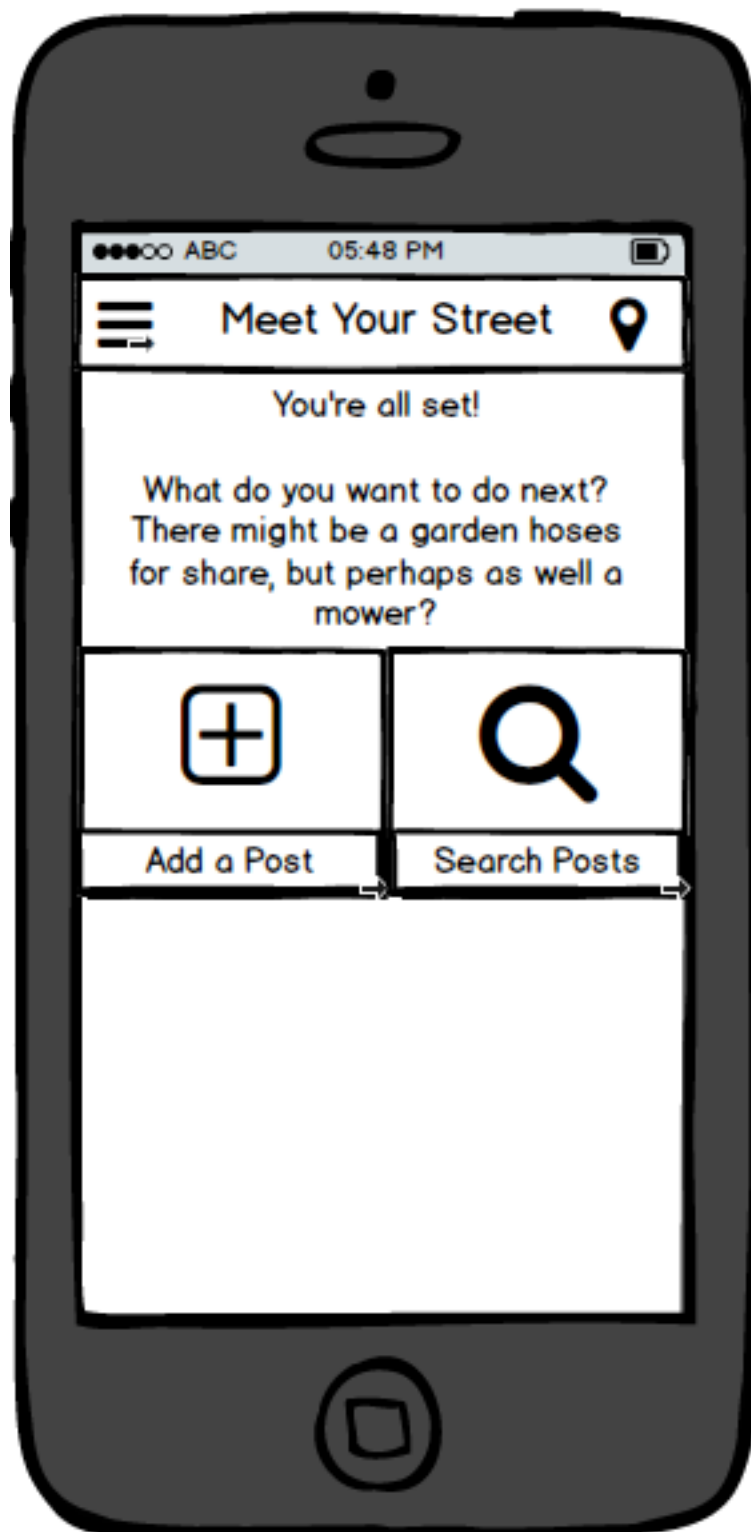 ABC 05:48 PM
Meet Your Street
You're all set!
What do you want to do next?
There might be a garden hoses
for share, but perhaps as well a
mower?
Add a Post
Search Posts